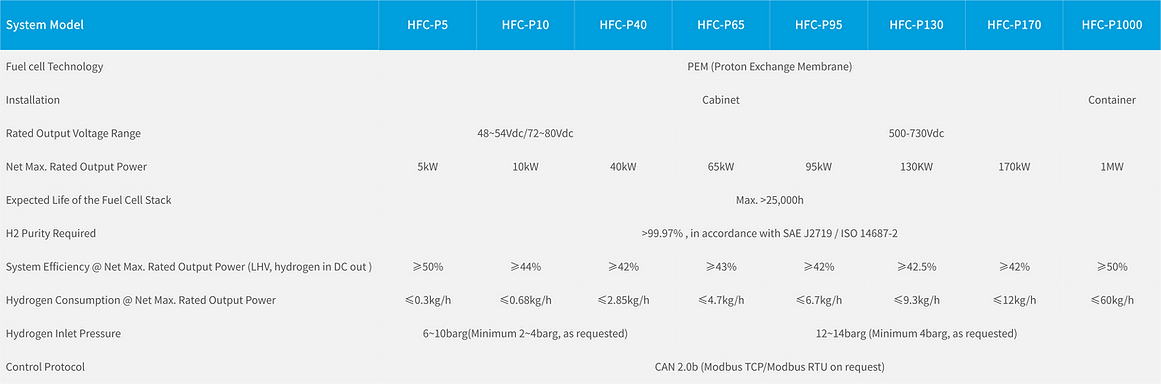 System Model HFC-P5 HFC-P10 HFC-P40 HFC-P65 HFC-P95 HFC-P130 HFC-P170 HFC-P1000
Fuel cell Technology PEM (Proton Exchange Membrane)
Installation Cabinet Container
Rated Output Voltage Range 48~54Vdc/72~80Vdc 500-730Vdc
Net Max. Rated Output Power 5kW 10kW 40kW 65kW 95kW 130KW 170kW 1MW
Expected Life of the Fuel Cell Stack Max. >25,000h
H2 Purity Required >99.97% , in accordance with SAE J2719 / ISO 14687-2
System Efficiency @ Net Max. Rated Output Power (LHV, hydrogen in DC out ) ⩾50% ⩾44% ⩾42% ⩾43% ⩾42% ⩾42.5% ⩾42% ⩾50%
Hydrogen Consumption @ Net Max. Rated Output Power ⩽0.3kg/h ⩽0.68kg/h ⩽2.85kg/h ⩽4.7kg/h ⩽6.7kg/h ⩽9.3kg/h ⩽12kg/h ⩽60kg/h
Hydrogen Inlet Pressure 6~10barg(Minimum 2~4barg, as requested) 12~14barg (Minimum 4barg, as requested)
Control Protocol CAN 2.0b (Modbus TCP/Modbus RTU on request)